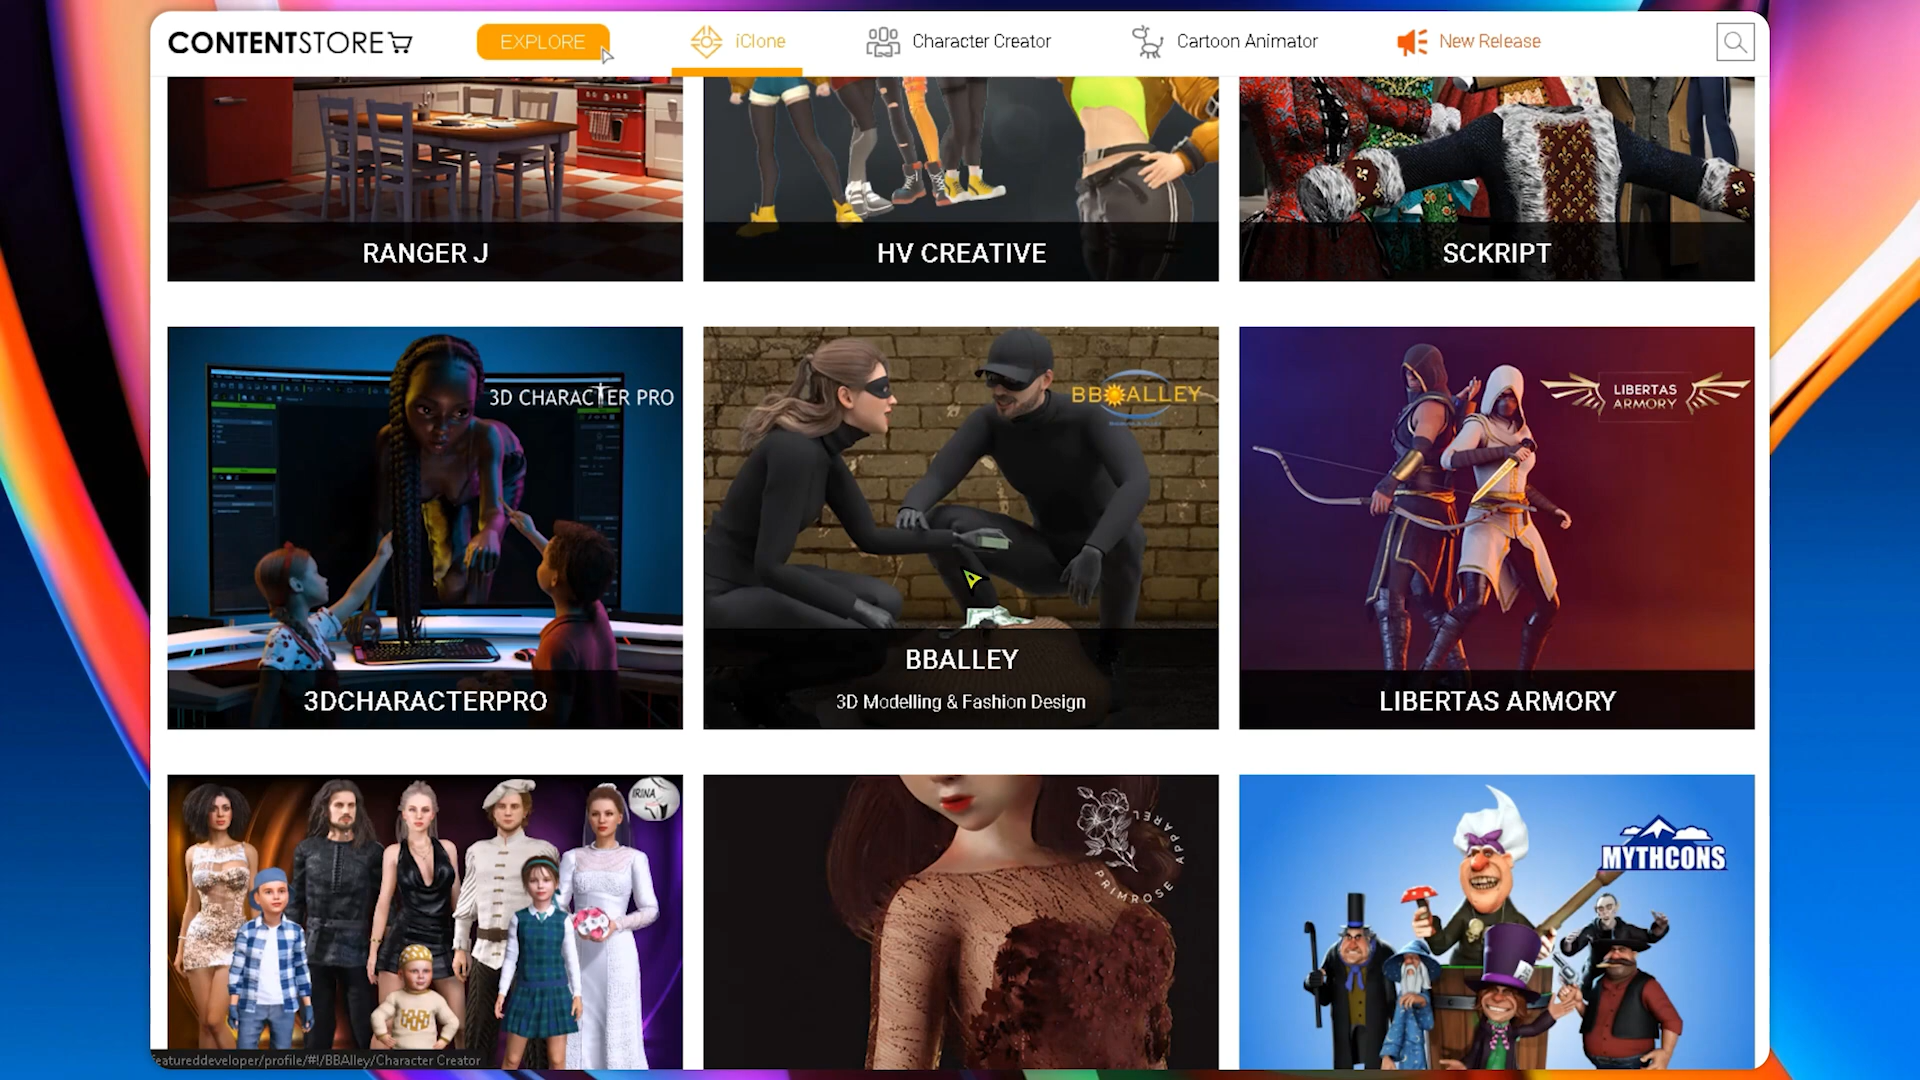 CONTENTSTORE
EXPLORE
iClone
Character Creator
Cartoon Animator
New Release
RANGER J
HV CREATIVE
SCKRIPT
3D CHARACTER PRO
3DCHARACTERPRO
BBALLEY
BBALLEY
3D Modelling & Fashion Design
LIBERTAS
ARMORY
LIBERTAS ARMORY
IRINA
PRIMROSE
APPAREL
MYTHCONS
featureddeveloper/profile/#!/BBAlley/Character Creator